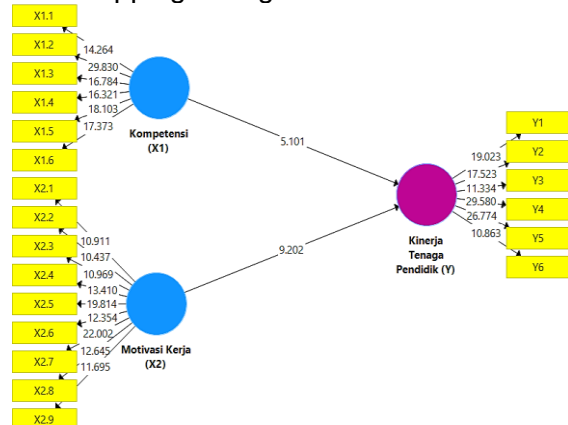 X1.1
X1.2
X1.3
X1.4
X1.5
X1.6
14.264
29.830
16.784
16.321
18.103
17.373
Kompetensi
(X1)
5.101
X2.1
X2.2
X2.3
X2.4
X2.5
X2.6
X2.7
X2.8
X2.9
10.911
10.437
10.969
13.410
19.814
12.354
22.002
12.645
11.695
Motivasi Kerja
(X2)
9.202
Kinerja
Tenaga
Pendidik (Y)
19.023
17.523
11.334
29.580
26.774
10.863
Y1
Y2
Y3
Y4
Y5
Y6